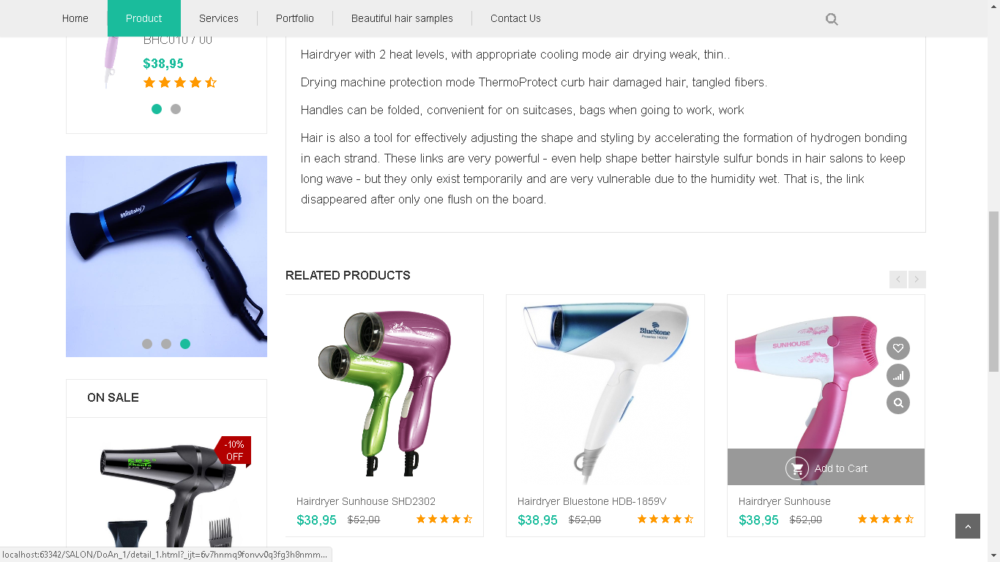 Home
Product
Services
Portfolio
Beautiful hair samples
Contact Us
BHC010 / 00
$38,95
Hairdryer with 2 heat levels, with appropriate cooling mode air drying weak, thin..
Drying machine protection mode ThermoProtect curb hair damaged hair, tangled fibers.
Handles can be folded, convenient for on suitcases, bags when going to work, work
Hair is also a tool for effectively adjusting the shape and styling by accelerating the formation of hydrogen bonding
in each strand. These links are very powerful - even help shape better hairstyle sulfur bonds in hair salons to keep
long wave - but they only exist temporarily and are very vulnerable due to the humidity wet. That is, the link
disappeared after only one flush on the board.
ON SALE
-10%
OFF
RELATED PRODUCTS
BlueStone
Powertec 1400W
SUNHOUSE
Add to Cart
Hairdryer Sunhouse SHD2302
$38,95 $52,00
Hairdryer Bluestone HDB-1859V
$38,95 $52,00
Hairdryer Sunhouse
$38,95 $52,00
localhost:63342/SALON/DoAn_1/detail_1.html?_ijt=6v7hnmq9fonvv0q3fg3h8nmm...